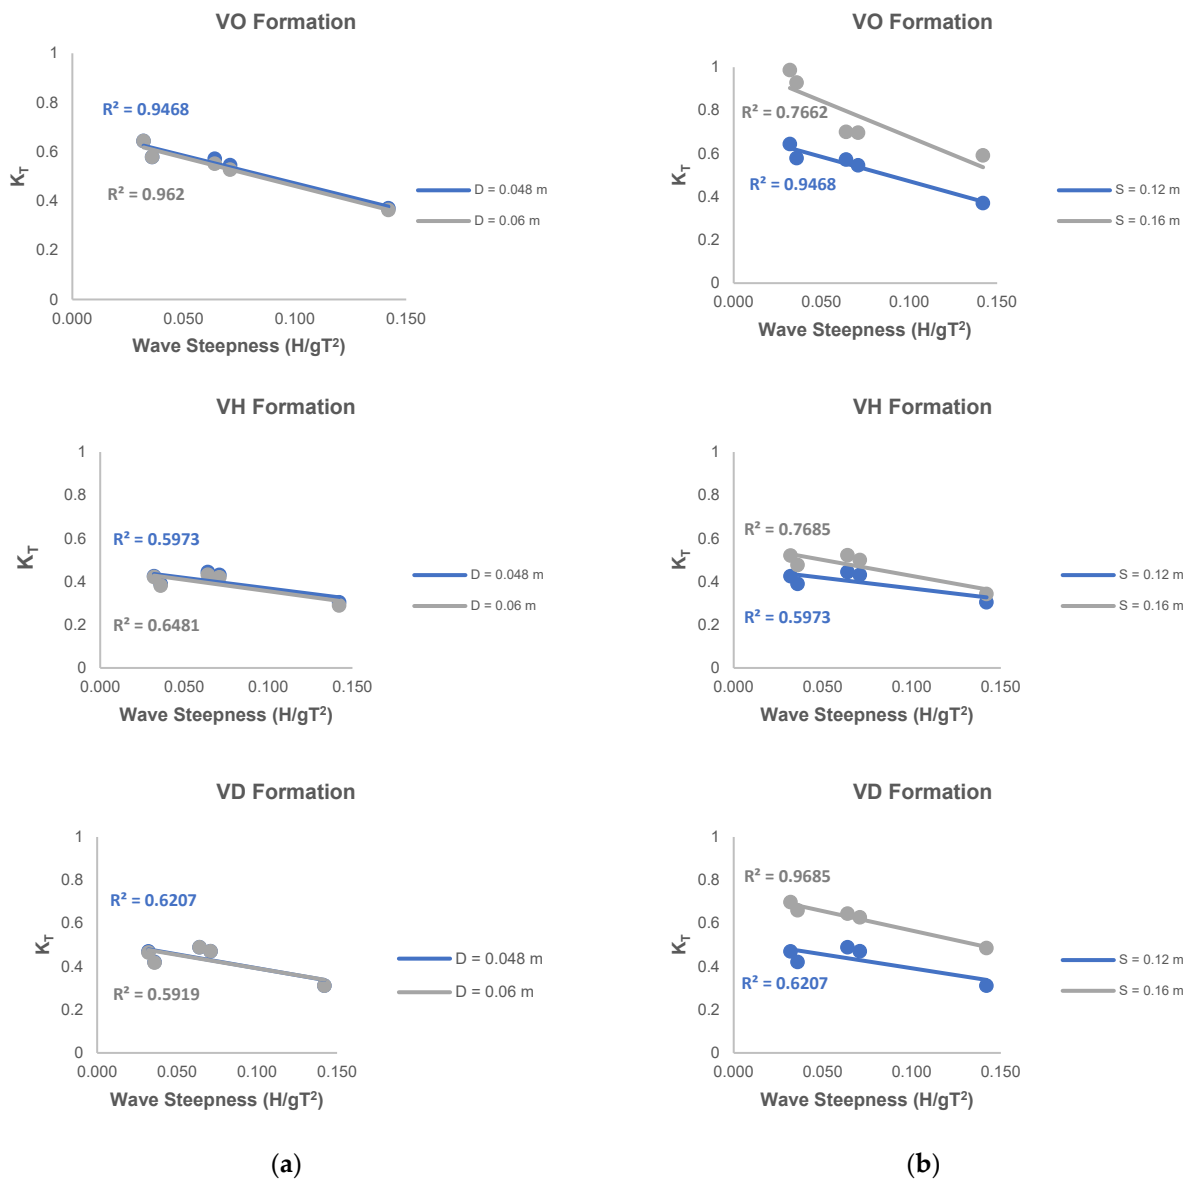 VO Formation
1
0.8
0.6
0.4
0.2
0
K_T
R² = 0.9468
R² = 0.962
0.000 0.050 0.100 0.150
Wave Steepness (H/gT²)
D = 0.048 m
D = 0.06 m
VO Formation
1
0.8
0.6
0.4
0.2
0
K_T
R² = 0.7662
R² = 0.9468
0.000 0.050 0.100 0.150
Wave Steepness (H/gT²)
S = 0.12 m
S = 0.16 m
VH Formation
1
0.8
0.6
0.4
0.2
0
K_T
R² = 0.5973
R² = 0.6481
0.000 0.050 0.100 0.150
Wave Steepness (H/gT²)
D = 0.048 m
D = 0.06 m
VH Formation
1
0.8
0.6
0.4
0.2
0
K_T
R² = 0.7685
R² = 0.5973
0.000 0.050 0.100 0.150
Wave Steepness (H/gT²)
S = 0.12 m
S = 0.16 m
VD Formation
1
0.8
0.6
0.4
0.2
0
K_T
R² = 0.6207
R² = 0.5919
0.000 0.050 0.100 0.150
Wave Steepness (H/gT²)
D = 0.048 m
D = 0.06 m
VD Formation
1
0.8
0.6
0.4
0.2
0
K_T
R² = 0.9685
R² = 0.6207
0.000 0.050 0.100 0.150
Wave Steepness (H/gT²)
S = 0.12 m
S = 0.16 m
(a)
(b)